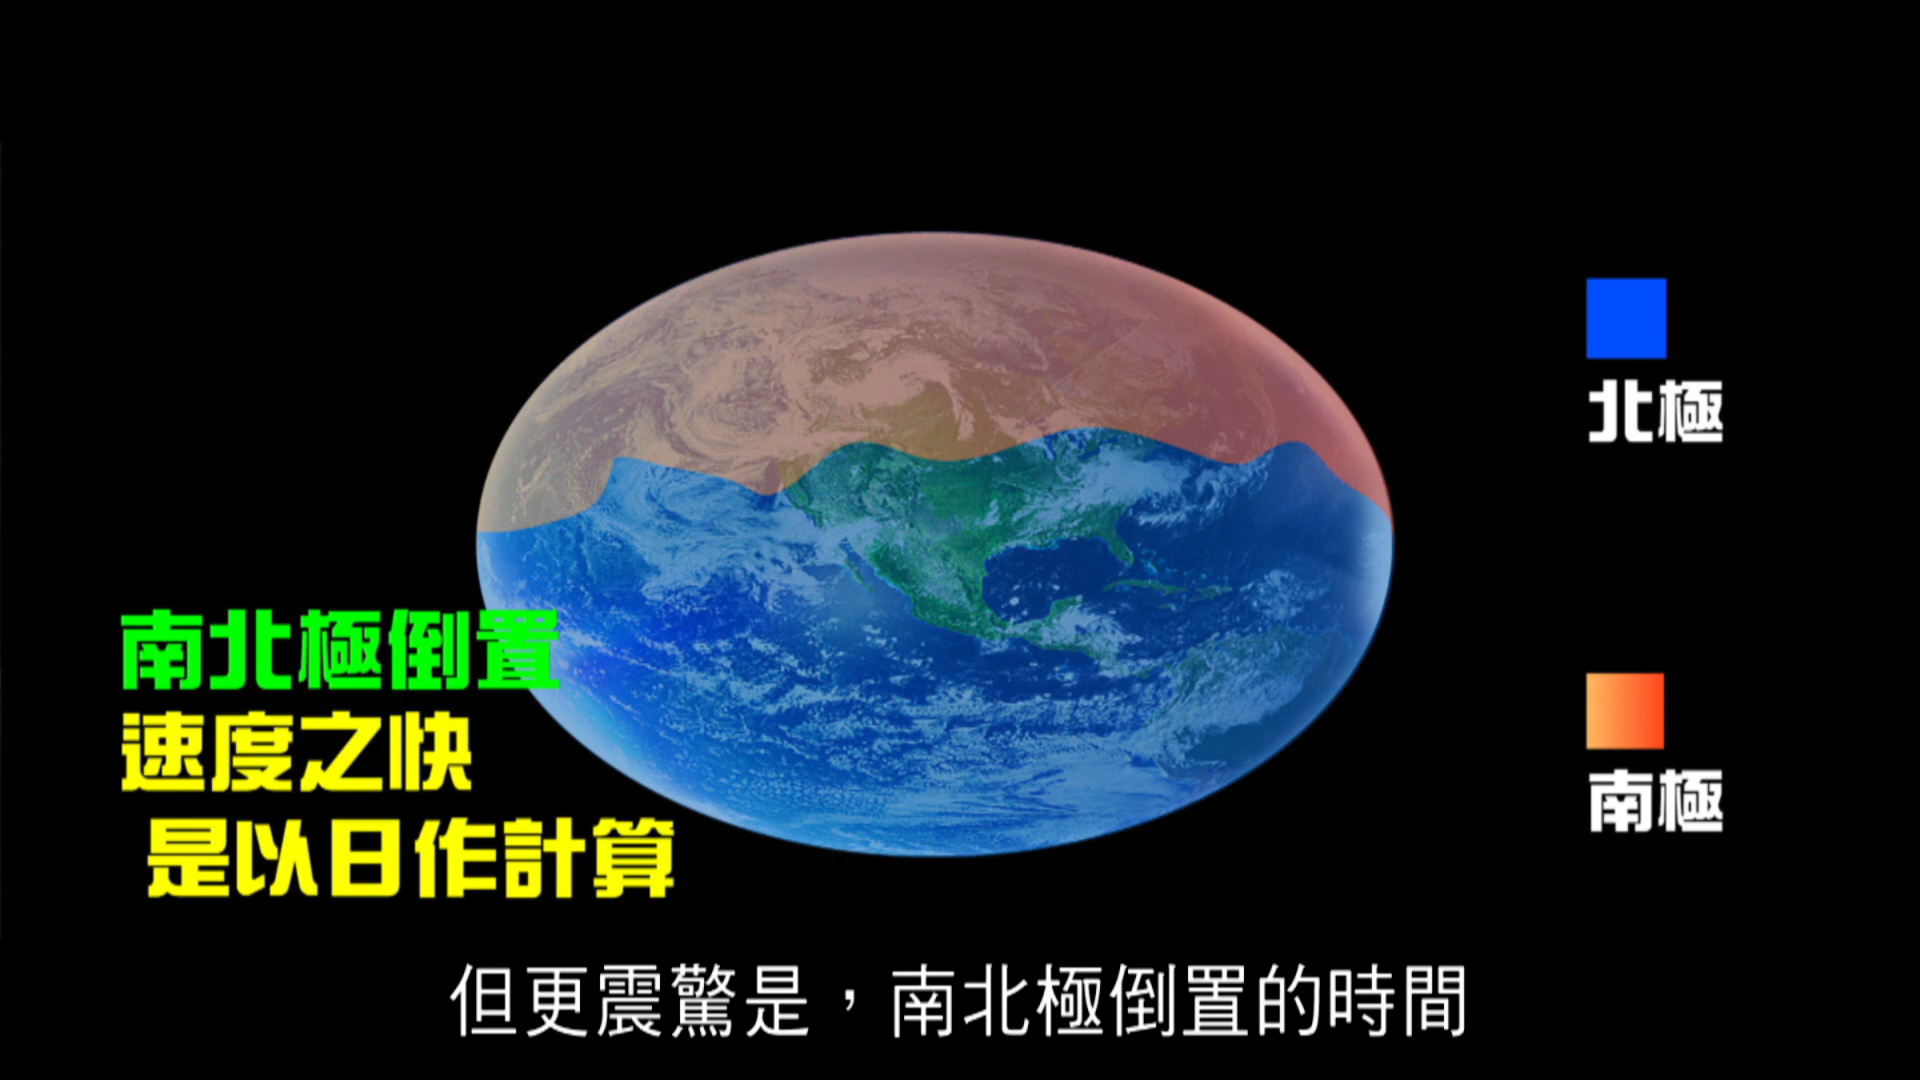 北極
南北極倒置
速度之快
是以日作計算
南極
但更震驚是，南北極倒置的時間